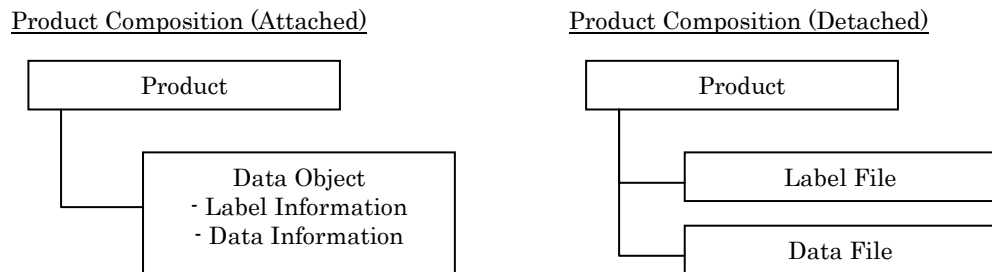 Product Composition (Attached)
Product
Data Object
- Label Information
- Data Information
Product Composition (Detached)
Product
Label File
Data File